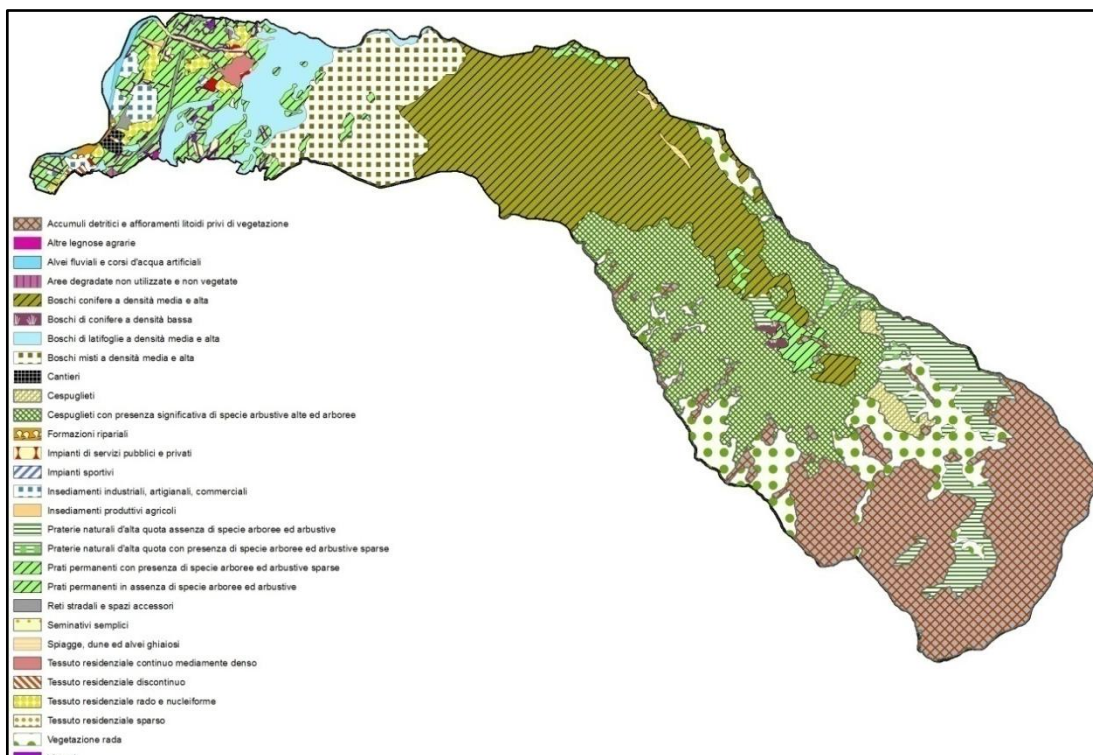 Accumuli detritici e affioramenti litoidi privi di vegetazione
Altre legnose agrarie
Alvei fluviali e corsi d'acqua artificiali
Aree degradate non utilizzate e non vegetate
Boschi conifere a densità media e alta
Boschi di conifere a densità bassa
Boschi di latifoglie a densità media e alta
Boschi misti a densità media e alta
Cantieri
Cespuglieti
Cespuglieti con presenza significativa di specie arbustive alte ed arboree
Formazioni ripariali
Impianti di servizi pubblici e privati
Impianti sportivi
Insediamenti industriali, artigianali, commerciali
Insediamenti produttivi agricoli
Praterie naturali d'alta quota assenza di specie arboree ed arbustive
Praterie naturali d'alta quota con presenza di specie arboree ed arbustive sparse
Prati permanenti con presenza di specie arboree ed arbustive sparse
Prati permanenti in assenza di specie arboree ed arbustive
Reti stradali e spazi accessori
Seminativi semplici
Spiagge, dune ed alvei ghiaiosi
Tessuto residenziale continuo mediamente denso
Tessuto residenziale discontinuo
Tessuto residenziale rado e nucleiforme
Tessuto residenziale sparso
Vegetazione rada